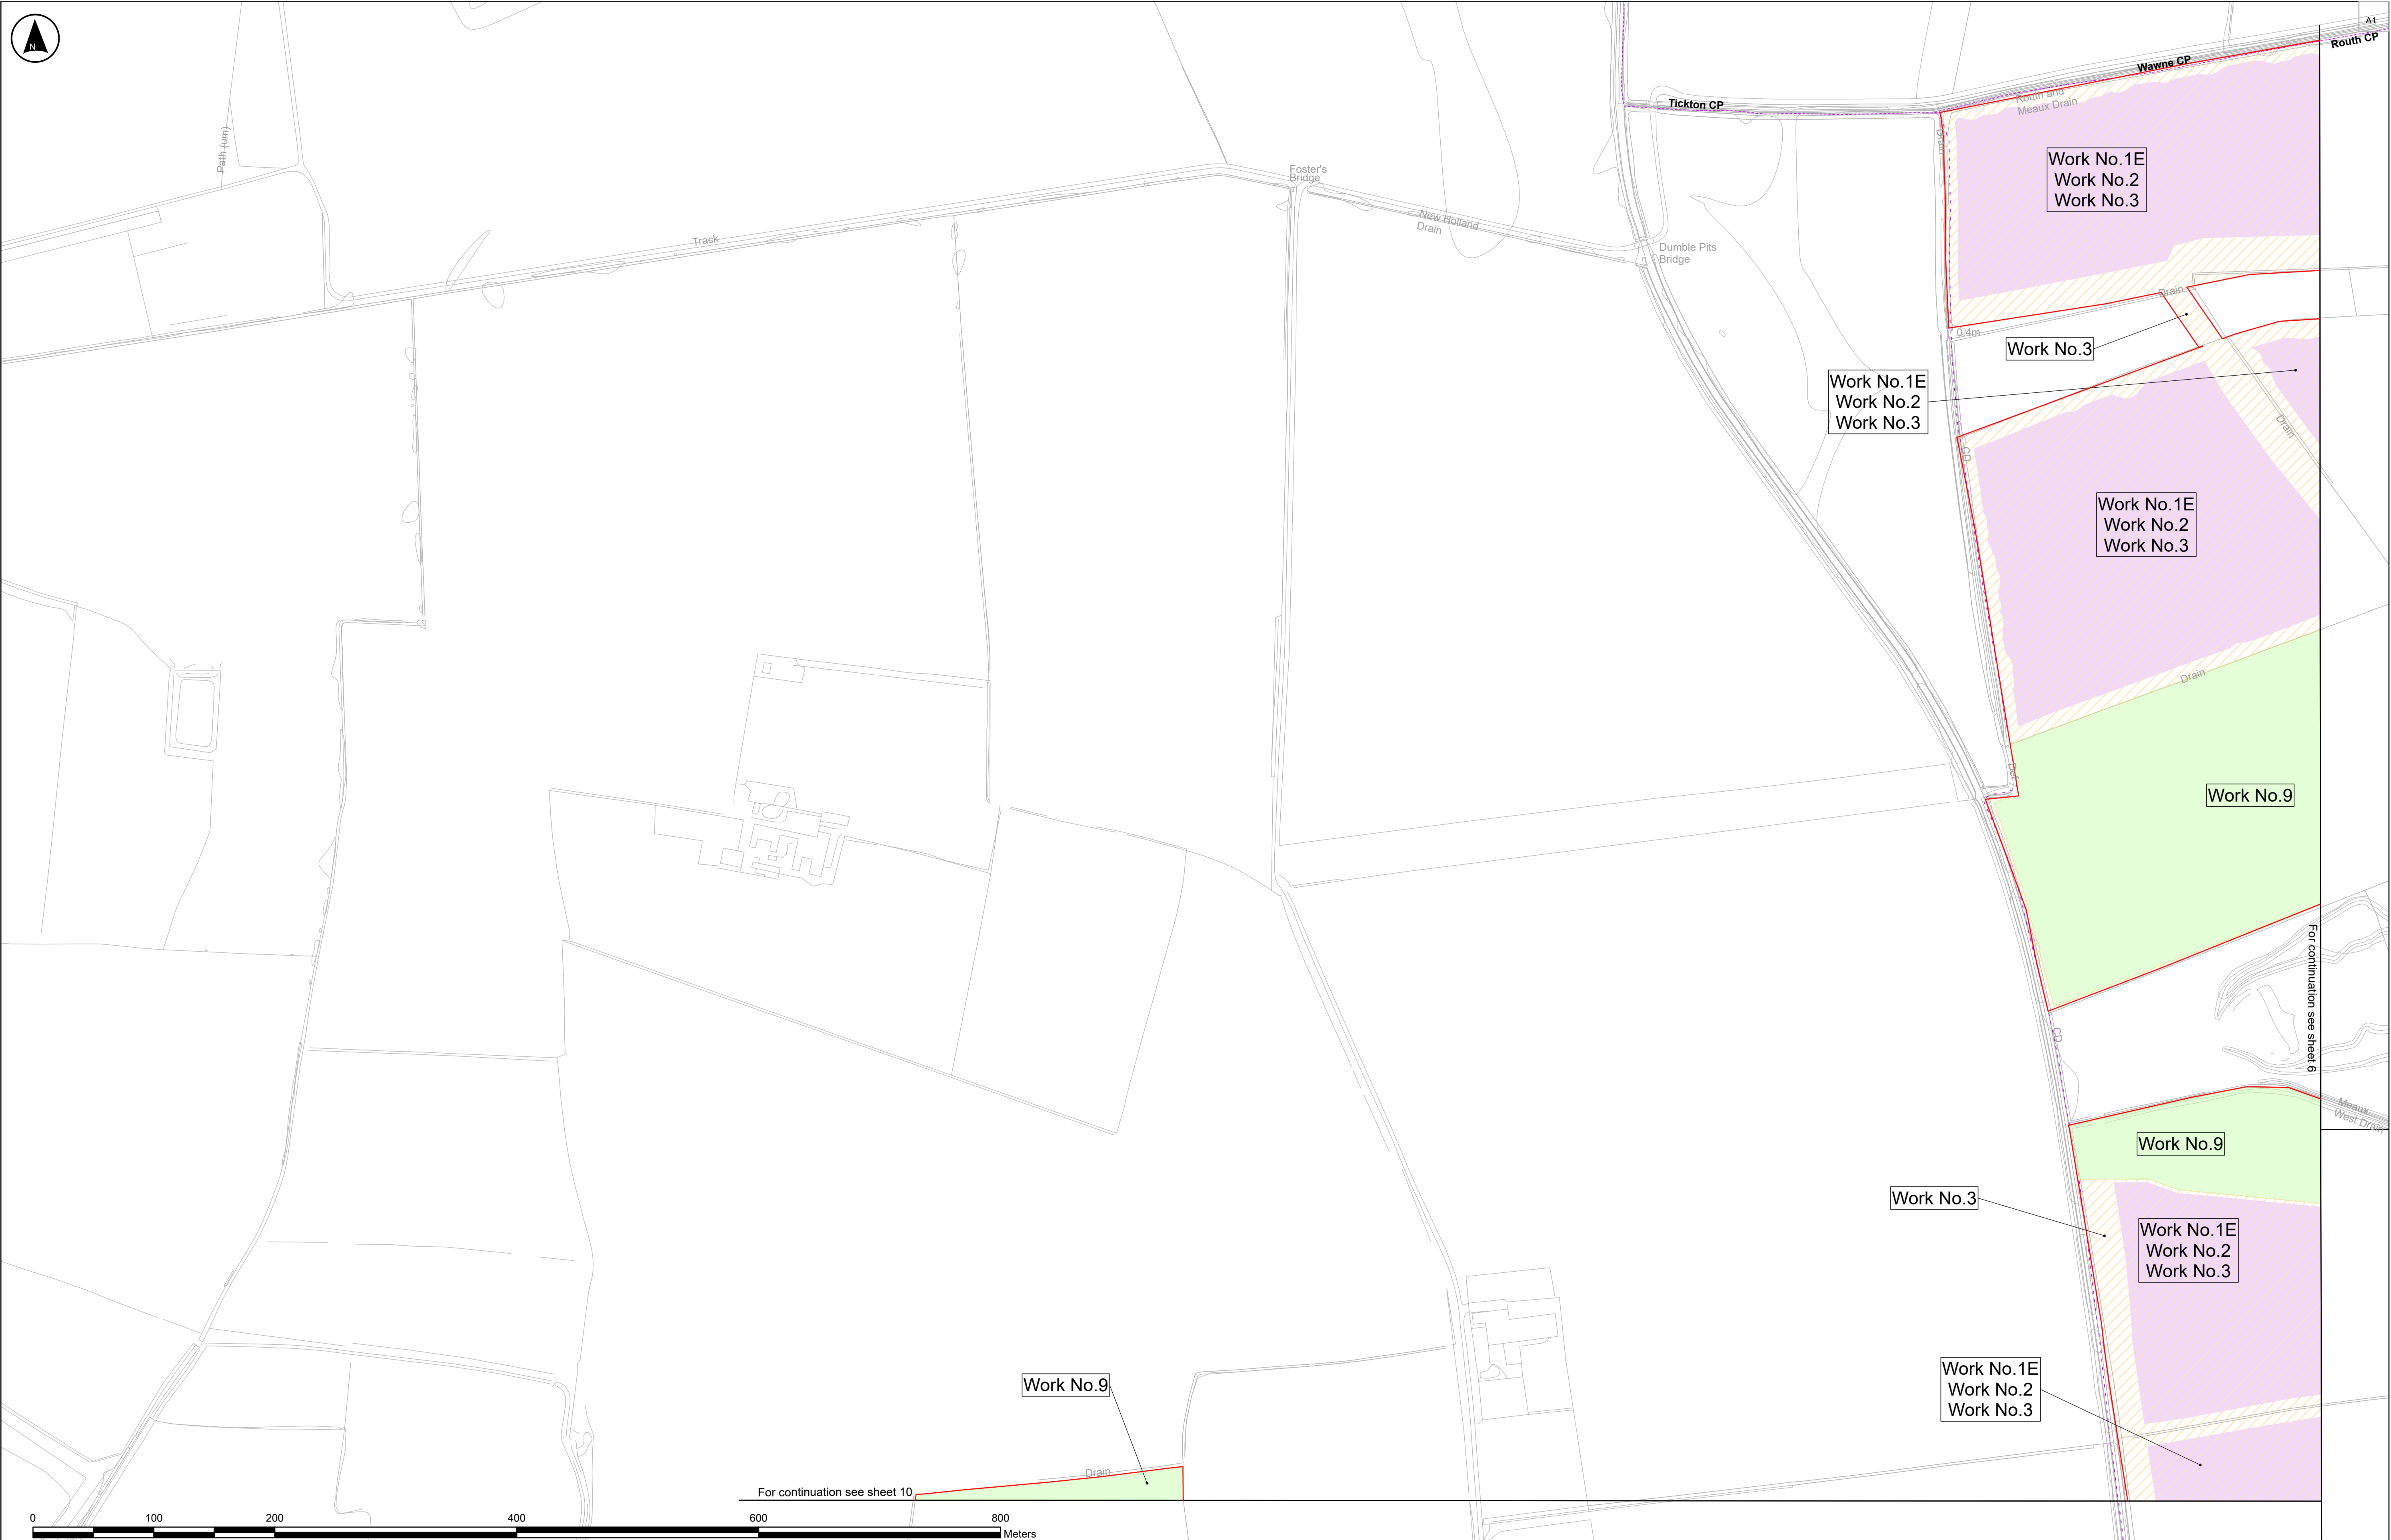 N
A1
Routh CP
Wawne CP
Tickton CP
Routh and
Meaux Drain
Drain
Path (um)
Work No.1E
Work No.2
Work No.3
Foster's
Bridge
New Holland
Drain
Track
Dumble Pits
Bridge
Drain
0.4m
Work No.3
Work No.1E
Work No.2
Work No.3
Drain
CD
Work No.1E
Work No.2
Work No.3
Drain
Def
Work No.9
For continuation see sheet 6
CD
Meaux
West Drain
Work No.9
Work No.3
Work No.1E
Work No.2
Work No.3
Work No.1E
Work No.2
Work No.3
Work No.9
Drain
For continuation see sheet 10
0 100 200 400 600 800
Meters